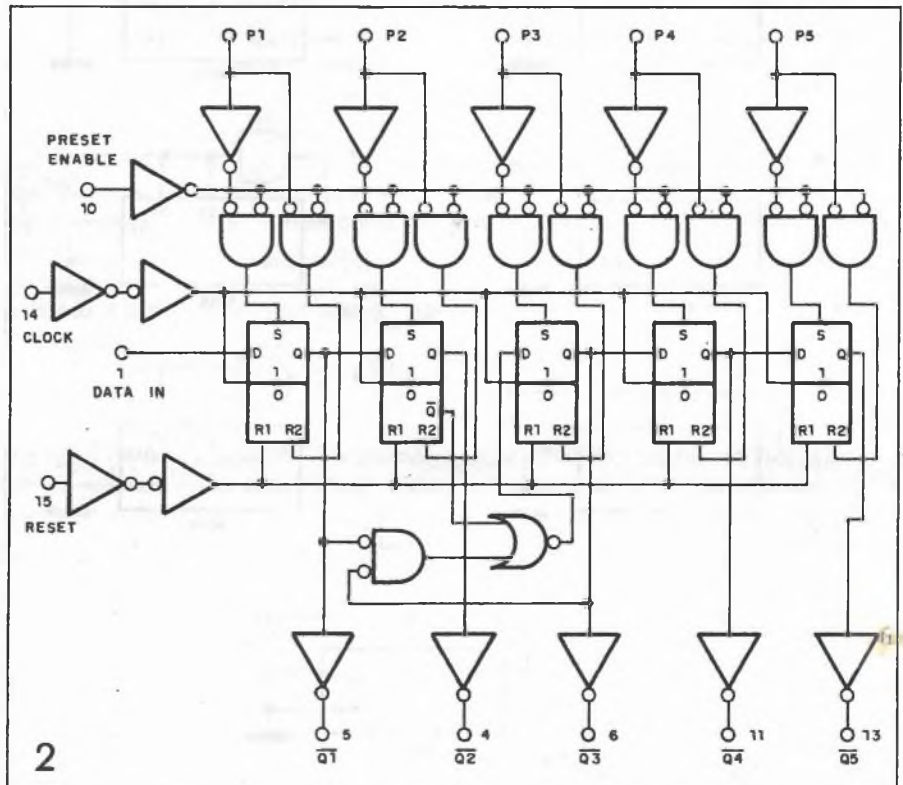 P1 P2 P3 P4 P5
PRESET
ENABLE
10
14
CLOCK
1
DATA IN
S S S S S
D Q D Q D Q D Q D Q
1 1 1 1 1
0 0 0 0 0
Q̅
R1 R2 R1 R2 R1 R2 R1 R2 R1 R2
15
RESET
5 4 6 11 13
Q̅1̅ Q̅2̅ Q̅3̅ Q̅4̅ Q̅5̅
2